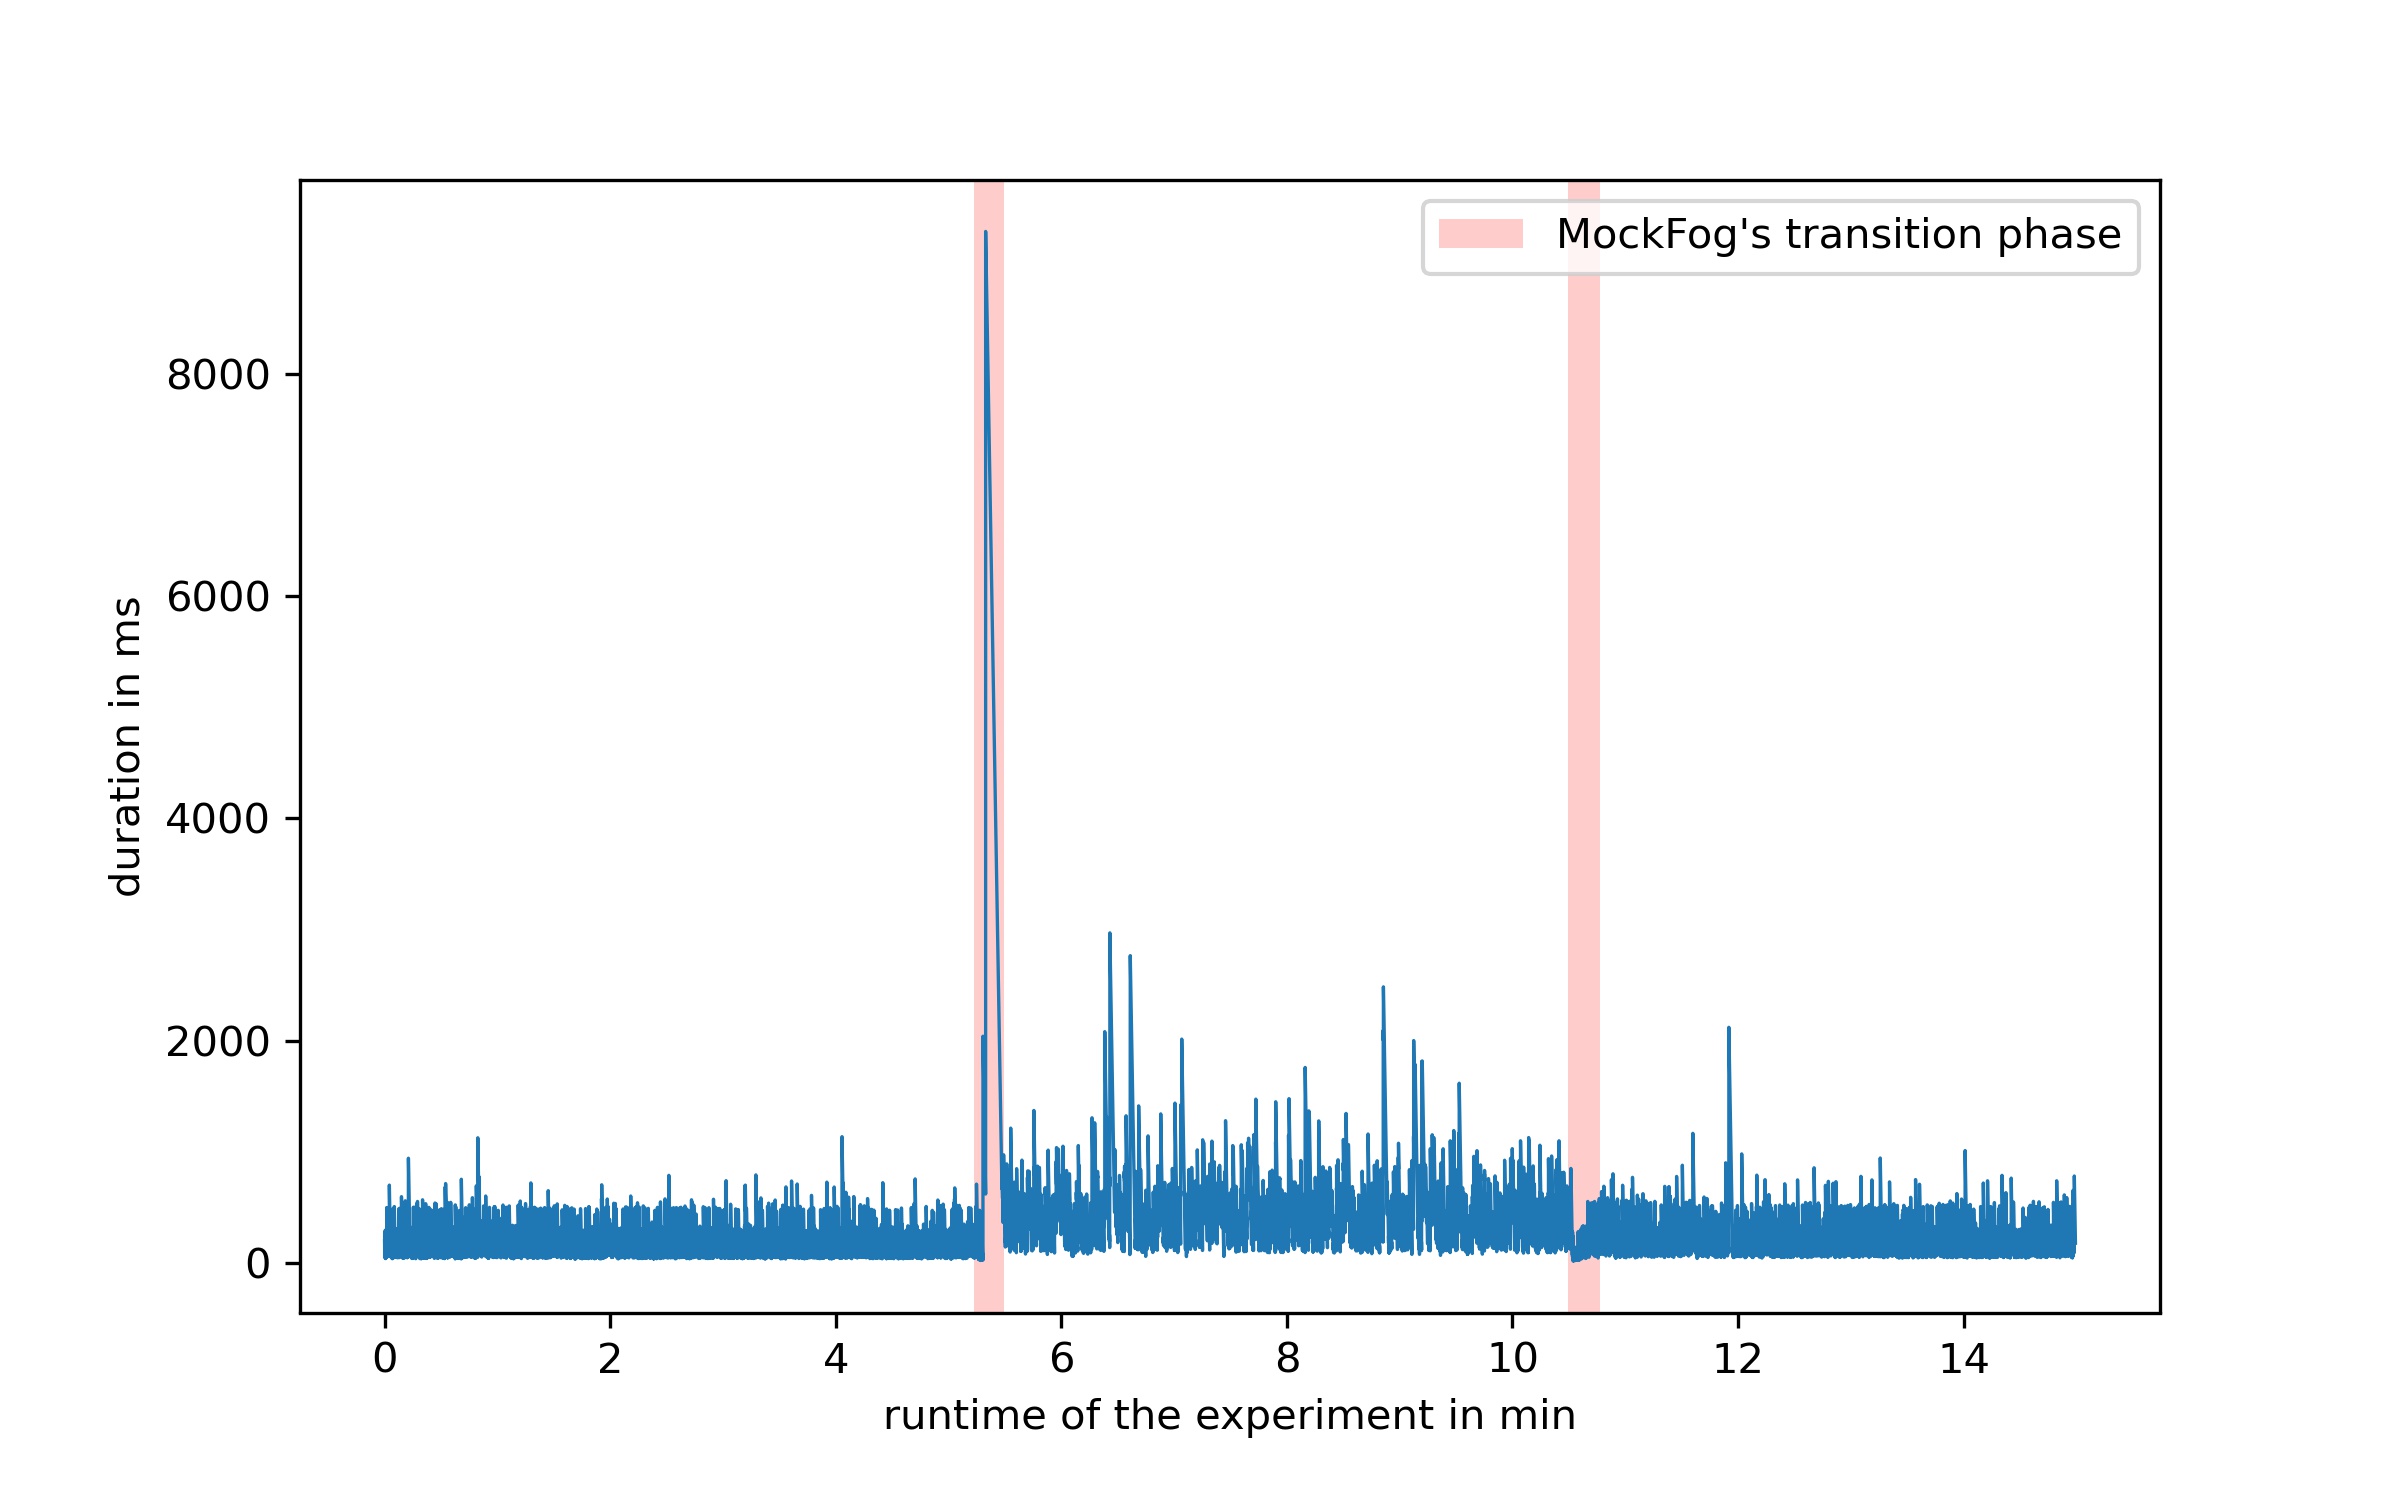 MockFog's transition phase
8000
6000
4000
2000
0
duration in ms
0 2 4 6 8 10 12 14
runtime of the experiment in min